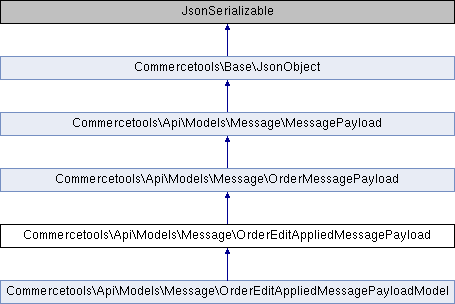 JsonSerializable
Commercetools\Base\JsonObject
Commercetools\Api\Models\Message\MessagePayload
Commercetools\Api\Models\Message\OrderMessagePayload
Commercetools\Api\Models\Message\OrderEditAppliedMessagePayload
Commercetools\Api\Models\Message\OrderEditAppliedMessagePayloadModel